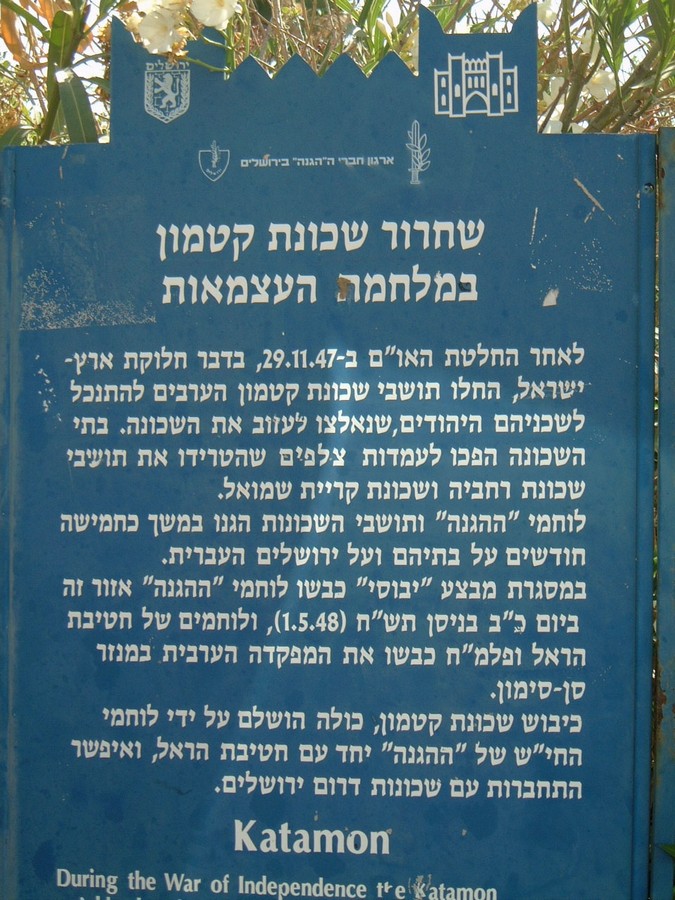 ירושלים
ארגון חברי ה"הגנה" בירושלים
שחרור שכונת קטמון
במלחמת העצמאות
לאחר החלטת האו"ם ב-29.11.47, בדבר חלוקת ארץ-
ישראל, החלו תושבי שכונת קטמון הערבים להתנכל
לשכניהם היהודים,שנאלצו לעזוב את השכונה. בתי
השכונה הפכו לעמדות צלפים שהטרידו את תושבי
שכונת רחביה ושכונת קריית שמואל.
לוחמי "ההגנה" ותושבי השכונות הגנו במשך כחמישה
חודשים על בתיהם ועל ירושלים העברית.
במסגרת מבצע "יבוסי" כבשו לוחמי "ההגנה" אזור זה
ביום כ"ב בניסן תש"ח (1.5.48), ולוחמים של חטיבת
הראל ופלמ"ח כבשו את המפקדה הערבית במנזר
סן-סימון.
כיבוש שכונת קטמון, כולה הושלם על ידי לוחמי
החי"ש של "ההגנה" יחד עם חטיבת הראל, ואיפשר
התחברות עם שכונות דרום ירושלים.
Katamon
During the War of Independence the Katamon